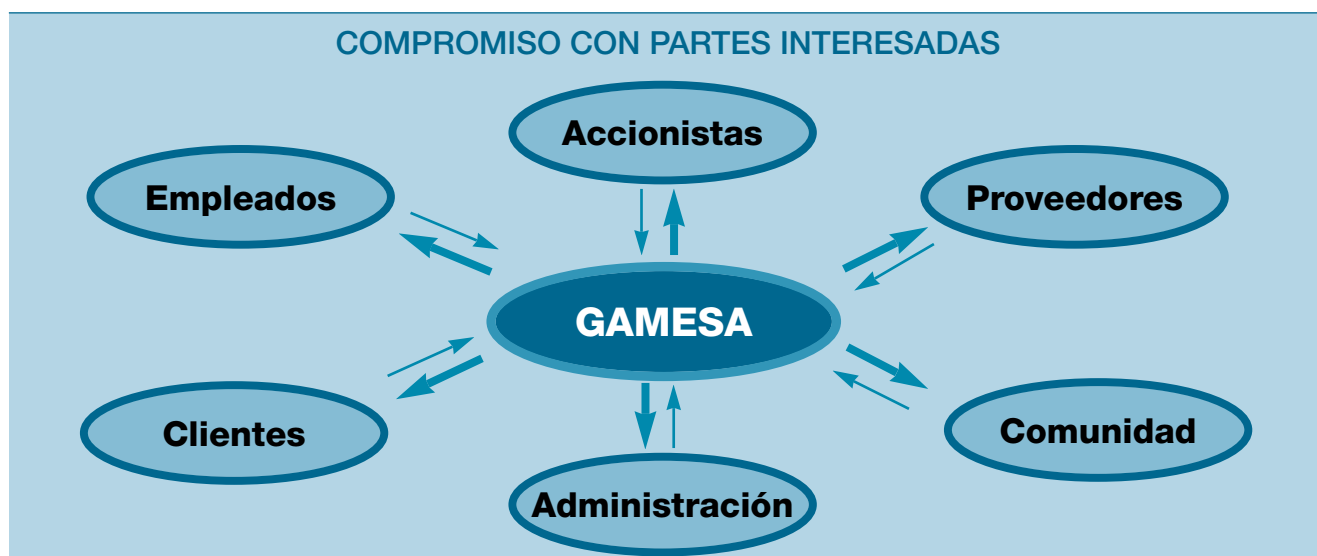 COMPROMISO CON PARTES INTERESADAS
Accionistas
Empleados
Proveedores
GAMESA
Clientes
Comunidad
Administración